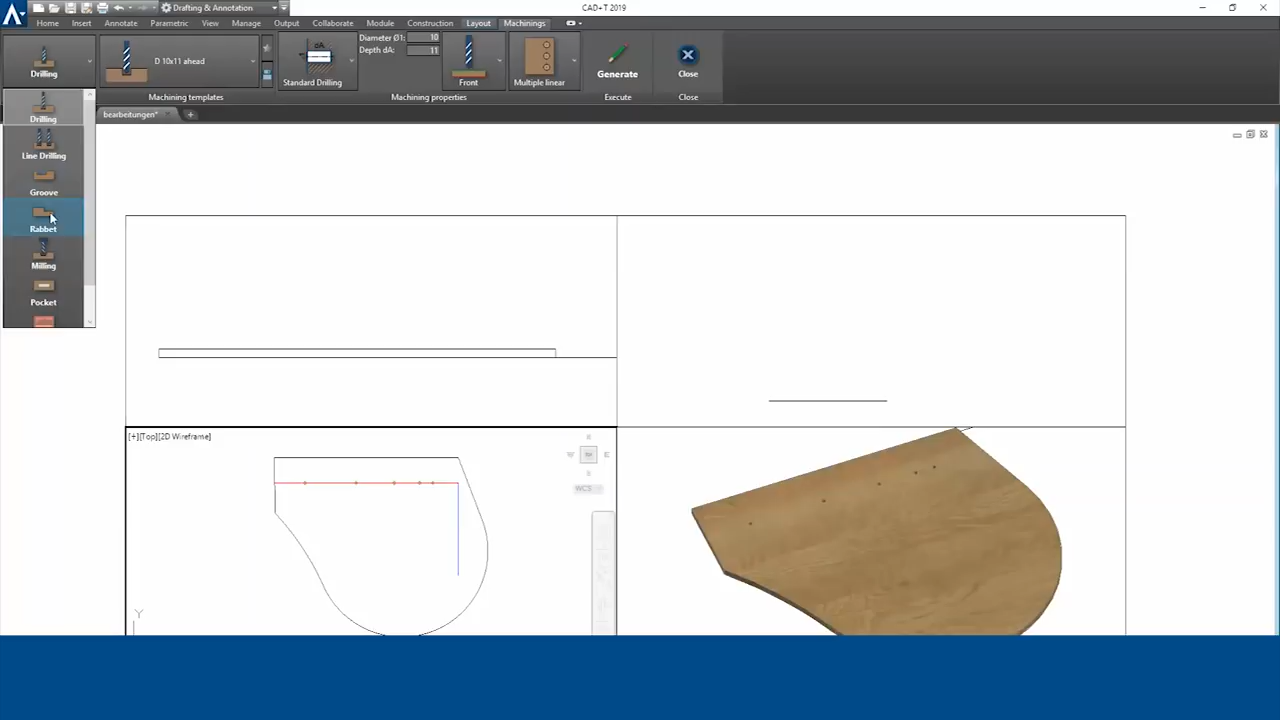 Drafting & Annotation
CAD+T 2019
Home Insert Annotate Parametric View Manage Output Collaborate Module Construction Layout Machinings
Drilling
D 10x11 ahead
Machining templates
Standard Drilling
dA
Diameter Ø1: 10
Depth dA: 11
Front
Multiple linear
Machining properties
Generate
Execute
Close
Close
bearbeitungen*
Drilling
Line Drilling
Groove
Rabbet
Milling
Pocket
[+][Top][2D Wireframe]
WCS
Y